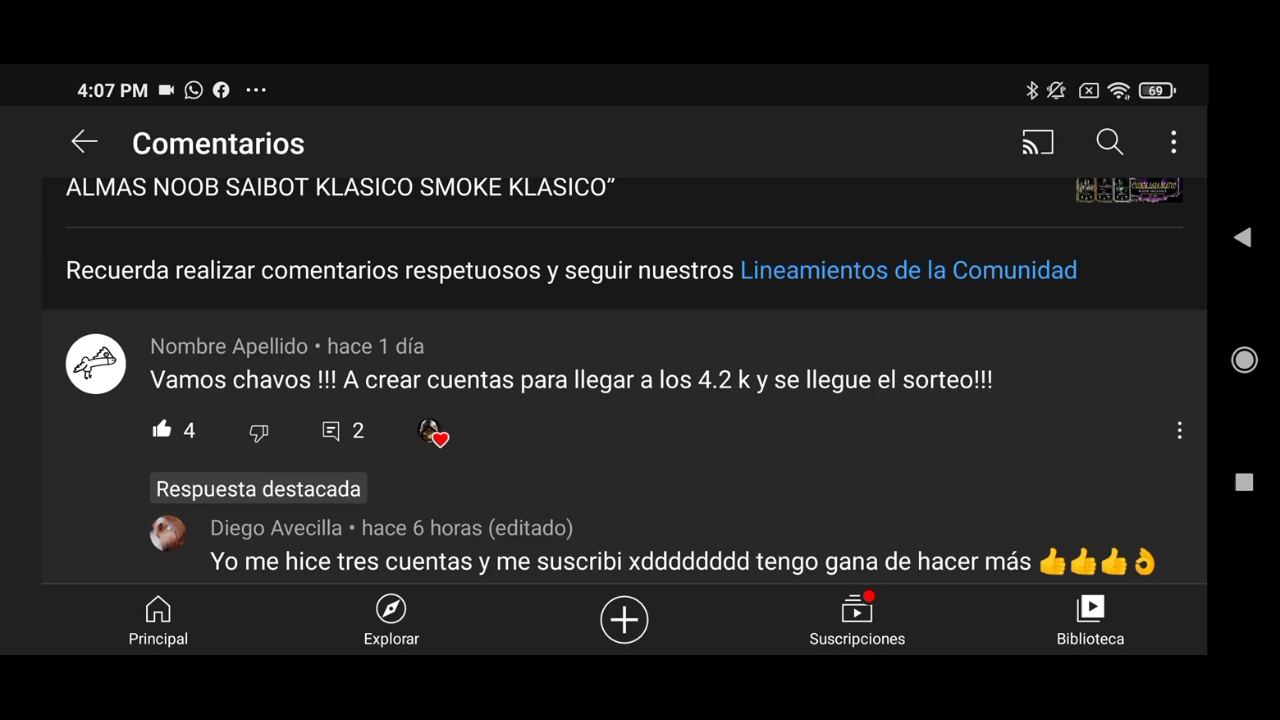 4:07 PM
69
Comentarios
ALMAS NOOB SAIBOT KLASICO SMOKE KLASICO”
Recuerda realizar comentarios respetuosos y seguir nuestros Lineamientos de la Comunidad
Nombre Apellido • hace 1 día
Vamos chavos !!! A crear cuentas para llegar a los 4.2 k y se llegue el sorteo!!!
4
2
Respuesta destacada
Diego Avecilla • hace 6 horas (editado)
Yo me hice tres cuentas y me suscribi xdddddddd tengo gana de hacer más 👍👍👍👌
Principal
Explorar
Suscripciones
Biblioteca